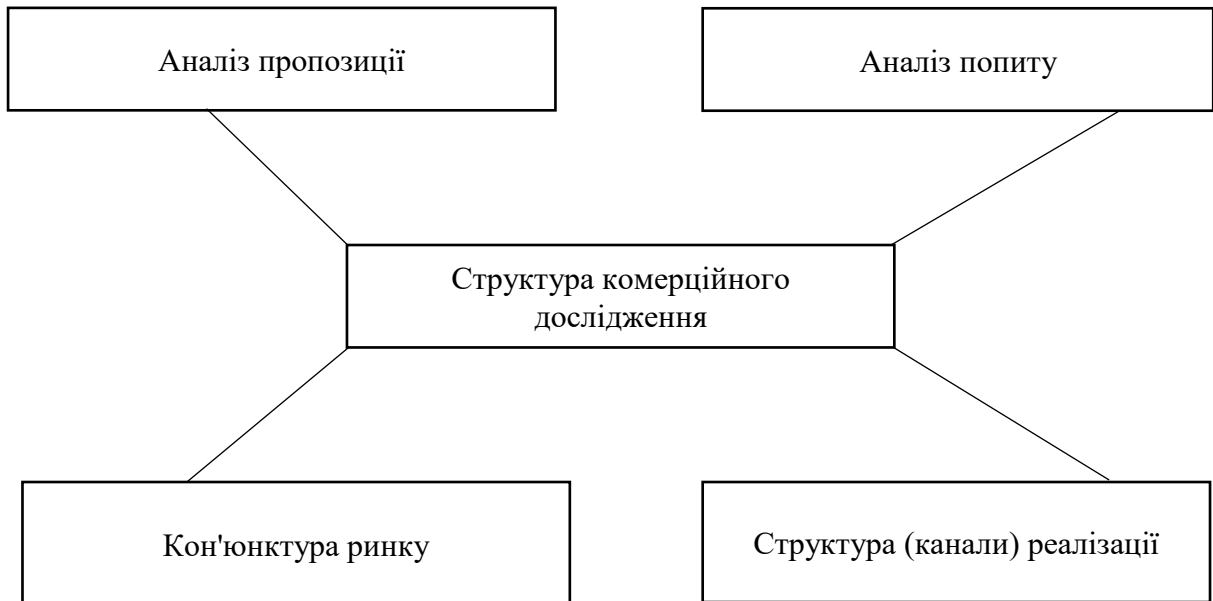 Аналіз пропозиції
Аналіз попиту
Структура комерційного
дослідження
Кон'юнктура ринку
Структура (канали) реалізації